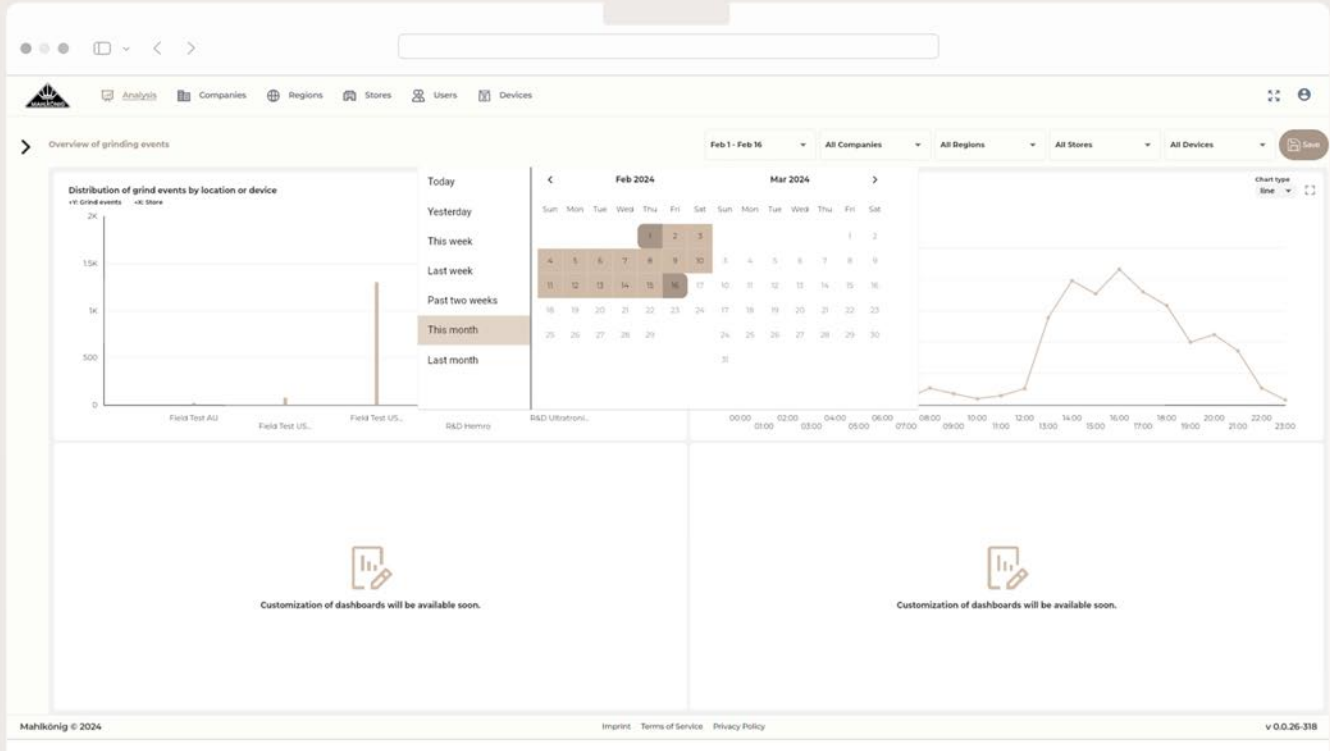 MAHLKÖNIG
Analysis Companies Regions Stores Users Devices
Overview of grinding events
Feb 1 - Feb 16 All Companies All Regions All Stores All Devices Save
Distribution of grind events by location or device
+Y: Grind events +X: Store
2K
1.5K
1K
500
0
Field Test AU Field Test US... Field Test US... R&D Hemro R&D Ultratroni...
Today
Yesterday
This week
Last week
Past two weeks
This month
Last month
Feb 2024
Sun Mon Tue Wed Thu Fri Sat
1 2 3
4 5 6 7 8 9 10
11 12 13 14 15 16 17
18 19 20 21 22 23 24
25 26 27 28 29
Mar 2024
Sun Mon Tue Wed Thu Fri Sat
1 2
3 4 5 6 7 8 9
10 11 12 13 14 15 16
17 18 19 20 21 22 23
24 25 26 27 28 29 30
31
Chart type
line
00:00 02:00 04:00 06:00 08:00 10:00 12:00 14:00 16:00 18:00 20:00 22:00
01:00 03:00 05:00 07:00 09:00 11:00 13:00 15:00 17:00 19:00 21:00 23:00
Customization of dashboards will be available soon.
Customization of dashboards will be available soon.
Mahlkönig © 2024
Imprint Terms of Service Privacy Policy
v 0.0.26-318